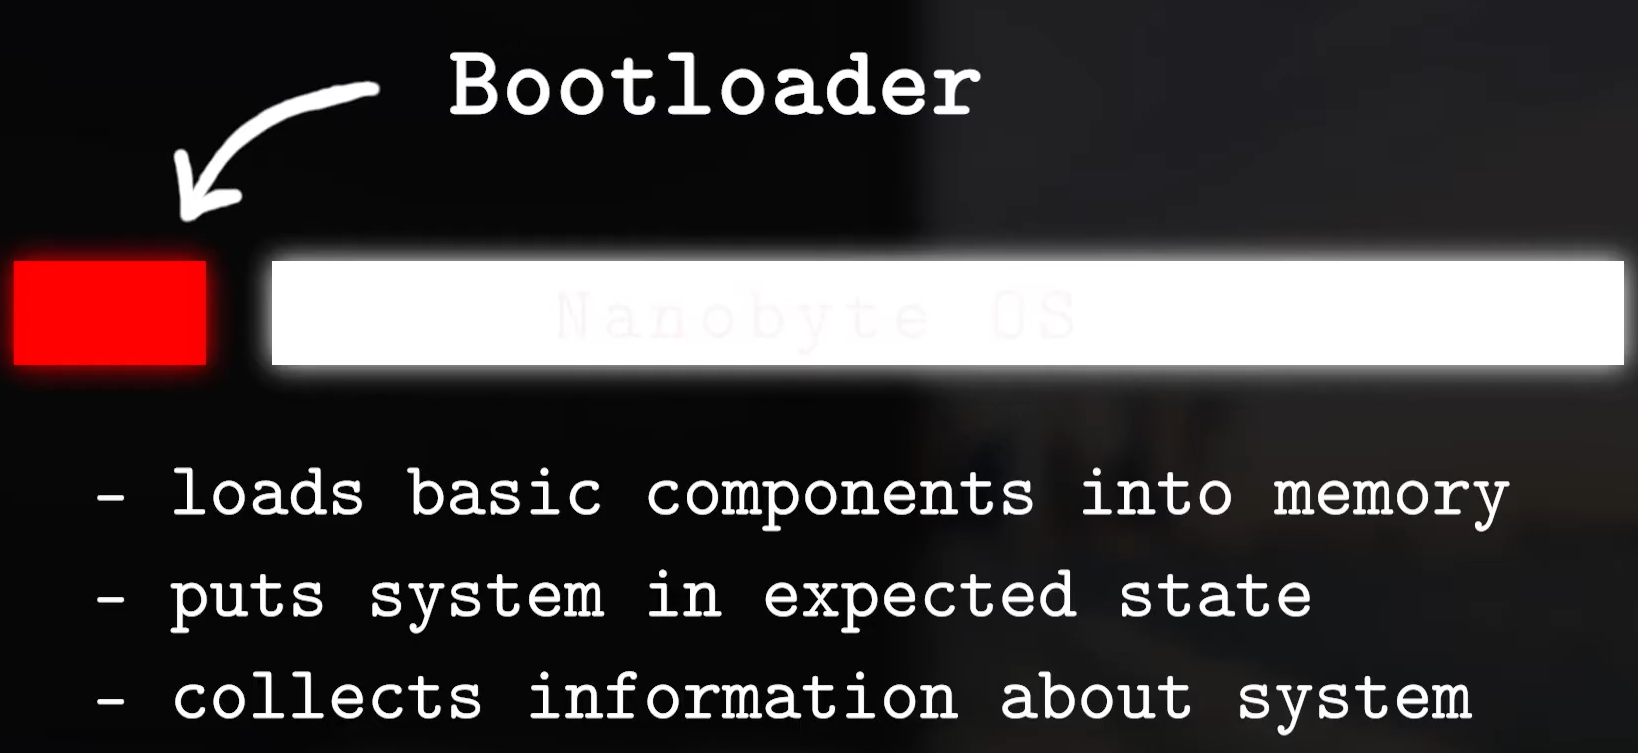 Bootloader
Nanobyte OS
- loads basic components into memory
- puts system in expected state
- collects information about system